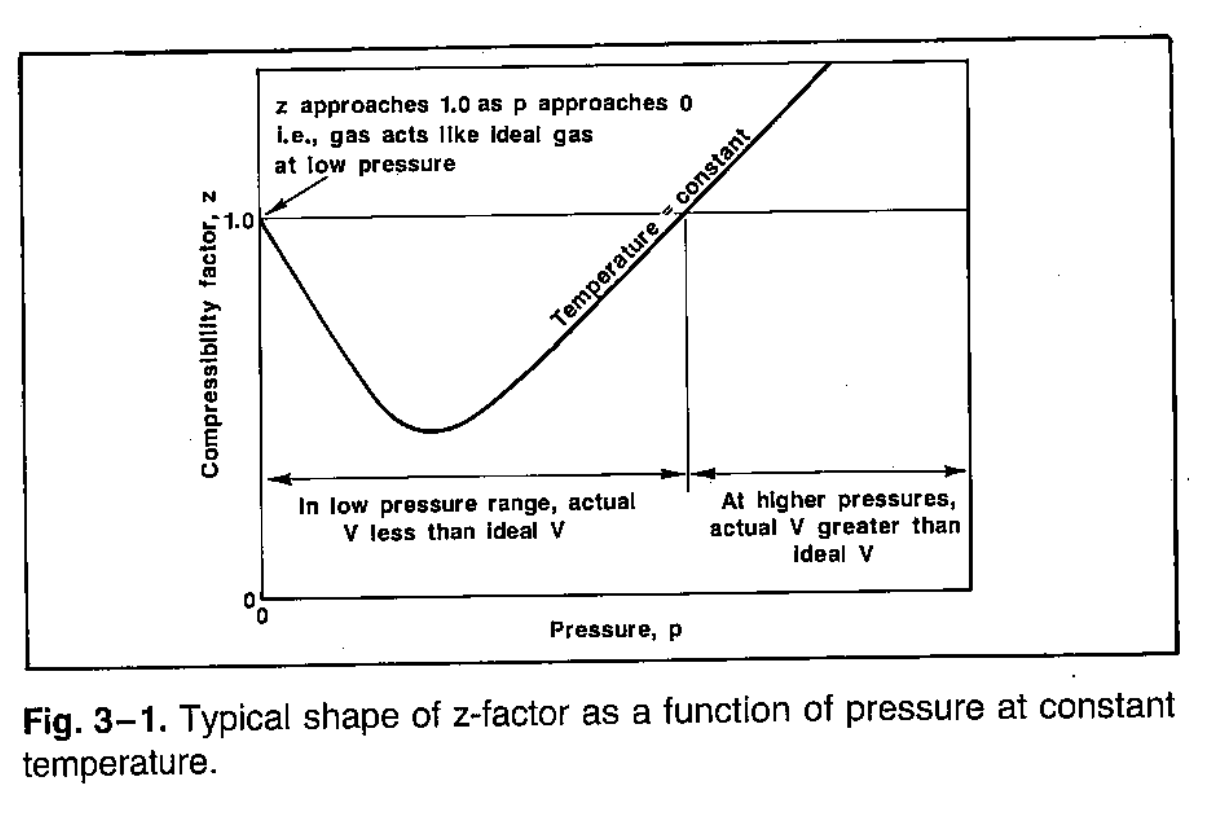 z approaches 1.0 as p approaches 0
i.e., gas acts like ideal gas
at low pressure
Compressibility factor, z
1.0
Temperature = constant
In low pressure range, actual
V less than ideal V
At higher pressures,
actual V greater than
ideal V
0
0
Pressure, p
Fig. 3–1. Typical shape of z-factor as a function of pressure at constant
temperature.